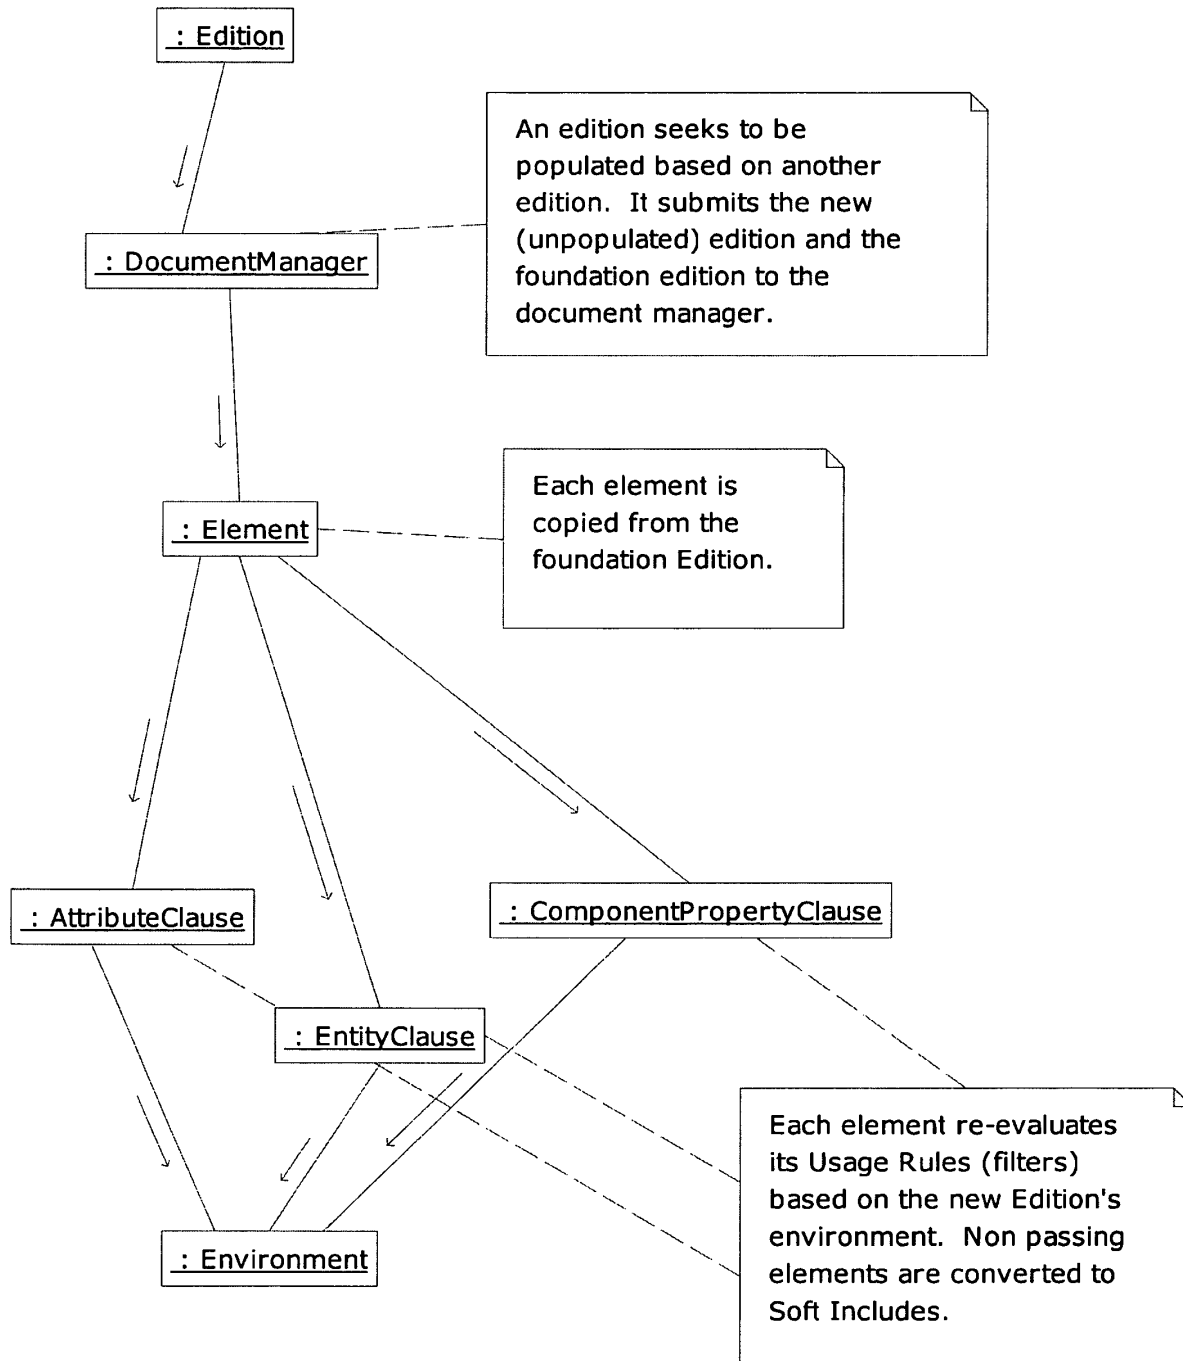 : Edition
An edition seeks to be
populated based on another
edition. It submits the new
(unpopulated) edition and the
foundation edition to the
document manager.
: DocumentManager
Each element is
copied from the
foundation Edition.
: Element
: AttributeClause
: ComponentPropertyClause
: EntityClause
Each element re-evaluates
its Usage Rules (filters)
based on the new Edition's
environment. Non passing
elements are converted to
Soft Includes.
: Environment